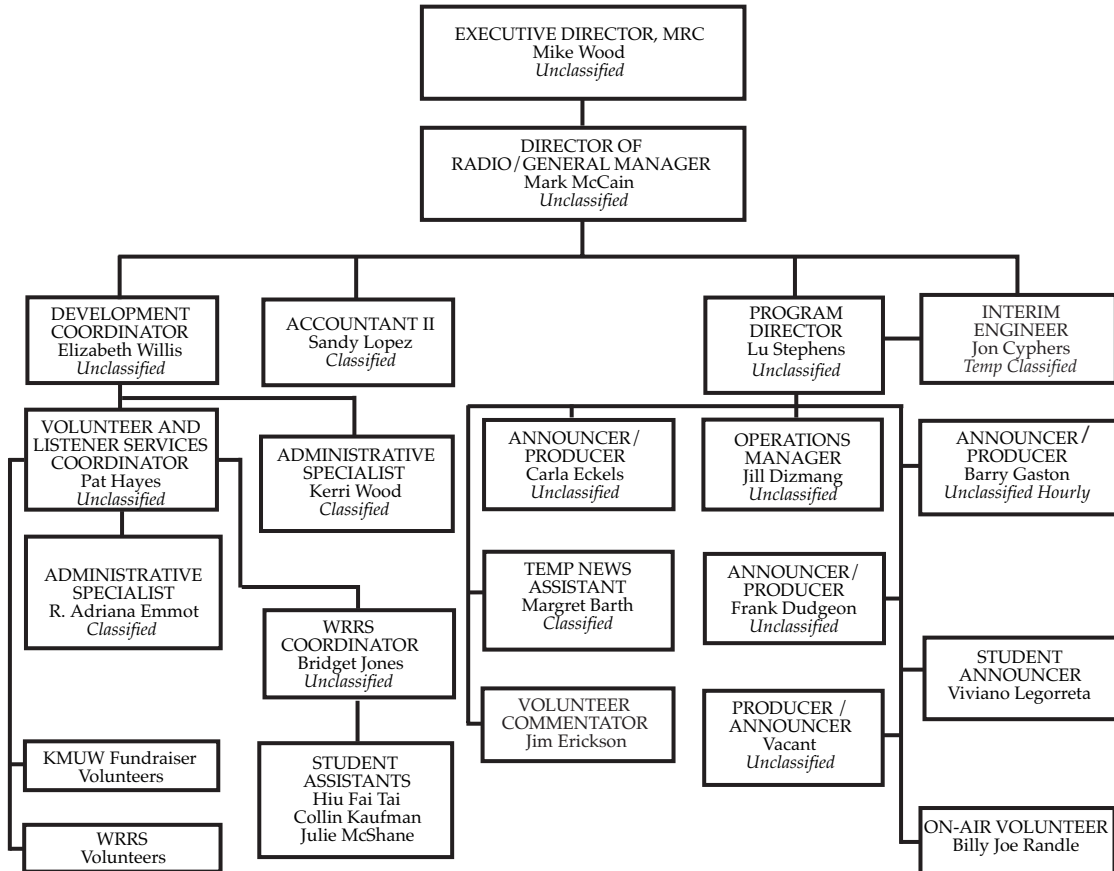 EXECUTIVE DIRECTOR, MRC
Mike Wood
Unclassified
DIRECTOR OF
RADIO/GENERAL MANAGER
Mark McCain
Unclassified
DEVELOPMENT
COORDINATOR
Elizabeth Willis
Unclassified
ACCOUNTANT II
Sandy Lopez
Classified
PROGRAM
DIRECTOR
Lu Stephens
Unclassified
INTERIM
ENGINEER
Jon Cyphers
Temp Classified
VOLUNTEER AND
LISTENER SERVICES
COORDINATOR
Pat Hayes
Unclassified
ADMINISTRATIVE
SPECIALIST
Kerri Wood
Classified
ANNOUNCER/
PRODUCER
Carla Eckels
Unclassified
OPERATIONS
MANAGER
Jill Dizmang
Unclassified
ANNOUNCER/
PRODUCER
Barry Gaston
Unclassified Hourly
ADMINISTRATIVE
SPECIALIST
R. Adriana Emmot
Classified
WRRS
COORDINATOR
Bridget Jones
Unclassified
TEMP NEWS
ASSISTANT
Margret Barth
Classified
ANNOUNCER/
PRODUCER
Frank Dudgeon
Unclassified
STUDENT
ANNOUNCER
Viviano Legorreta
VOLUNTEER
COMMENTATOR
Jim Erickson
PRODUCER /
ANNOUNCER
Vacant
Unclassified
KMUW Fundraiser
Volunteers
STUDENT
ASSISTANTS
Hiu Fai Tai
Collin Kaufman
Julie McShane
WRRS
Volunteers
ON-AIR VOLUNTEER
Billy Joe Randle